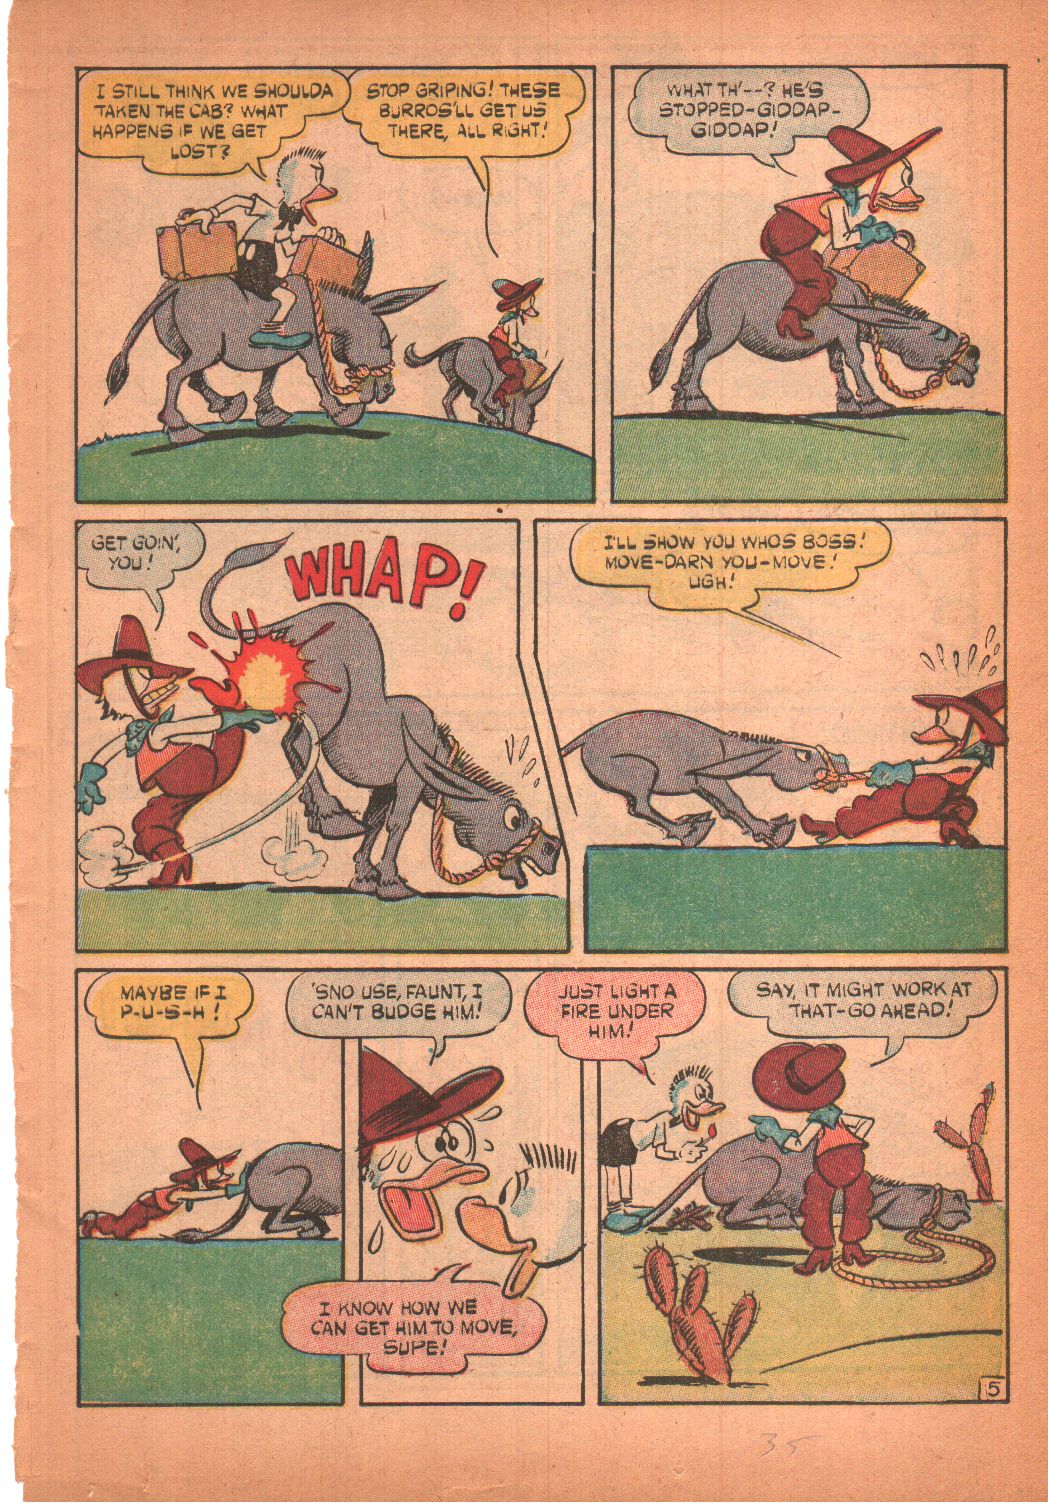 I STILL THINK WE SHOULDA
TAKEN THE CAB? WHAT
HAPPENS IF WE GET
LOST?
STOP GRIPING! THESE
BURROS'LL GET US
THERE, ALL RIGHT!
WHAT TH'--? HE'S
STOPPED-GIDDAP-
GIDDAP!
GET GOIN',
YOU!
WHAP!
I'LL SHOW YOU WHOS BOSS!
MOVE-DARN YOU-MOVE!
UGH!
MAYBE IF I
P-U-S-H!
'SNO USE, FAUNT, I
CAN'T BUDGE HIM!
I KNOW HOW WE
CAN GET HIM TO MOVE,
SUPE!
JUST LIGHT A
FIRE UNDER
HIM!
SAY, IT MIGHT WORK AT
THAT-GO AHEAD!
5
35